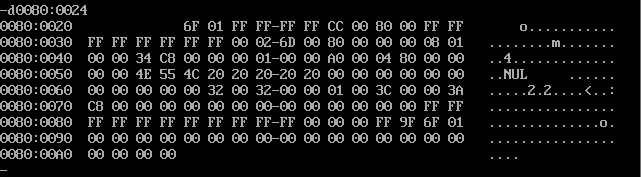 -d0080:0024
0080:0020              6F 01 FF FF-FF FF CC 00 80 00 FF FF       o...........
0080:0030  FF FF FF FF FF FF 00 02-6D 00 80 00 00 00 08 01   ........m.......
0080:0040  00 00 34 C8 00 00 00 01-00 00 A0 00 04 80 00 00   ..4.............
0080:0050  00 00 4E 55 4C 20 20 20-20 20 00 00 00 00 00 00   ..NUL     ......
0080:0060  00 00 00 00 00 32 00 32-00 00 01 00 3C 00 00 3A   .....2.2....<..:
0080:0070  C8 00 00 00 00 00 00 00-00 00 00 00 00 00 FF FF   ................
0080:0080  FF FF FF FF FF FF FF-FF 00 00 00 FF 9F 6F 01   .............o.
0080:0090  00 00 00 00 00 00 00 00-00 00 00 00 00 00 00 00   ................
0080:00A0  00 00 00 00                                       ....
-